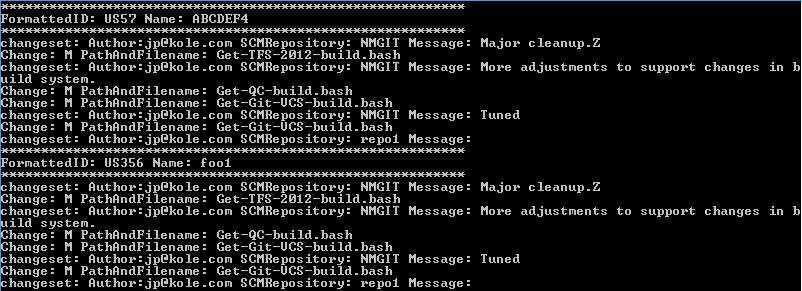 **********************************************************
FormattedID: US57 Name: ABCDEF4
**********************************************************
changeset: Author:jp@kole.com SCMRepository: NMGIT Message: Major cleanup.Z
Change: M PathAndFilename: Get-TFS-2012-build.bash
changeset: Author:jp@kole.com SCMRepository: NMGIT Message: More adjustments to support changes in b
uild system.
Change: M PathAndFilename: Get-QC-build.bash
Change: M PathAndFilename: Get-Git-VCS-build.bash
changeset: Author:jp@kole.com SCMRepository: NMGIT Message: Tuned
Change: M PathAndFilename: Get-Git-VCS-build.bash
changeset: Author:jp@kole.com SCMRepository: repo1 Message:
**********************************************************
FormattedID: US356 Name: foo1
**********************************************************
changeset: Author:jp@kole.com SCMRepository: NMGIT Message: Major cleanup.Z
Change: M PathAndFilename: Get-TFS-2012-build.bash
changeset: Author:jp@kole.com SCMRepository: NMGIT Message: More adjustments to support changes in b
uild system.
Change: M PathAndFilename: Get-QC-build.bash
Change: M PathAndFilename: Get-Git-VCS-build.bash
changeset: Author:jp@kole.com SCMRepository: NMGIT Message: Tuned
Change: M PathAndFilename: Get-Git-VCS-build.bash
changeset: Author:jp@kole.com SCMRepository: repo1 Message: